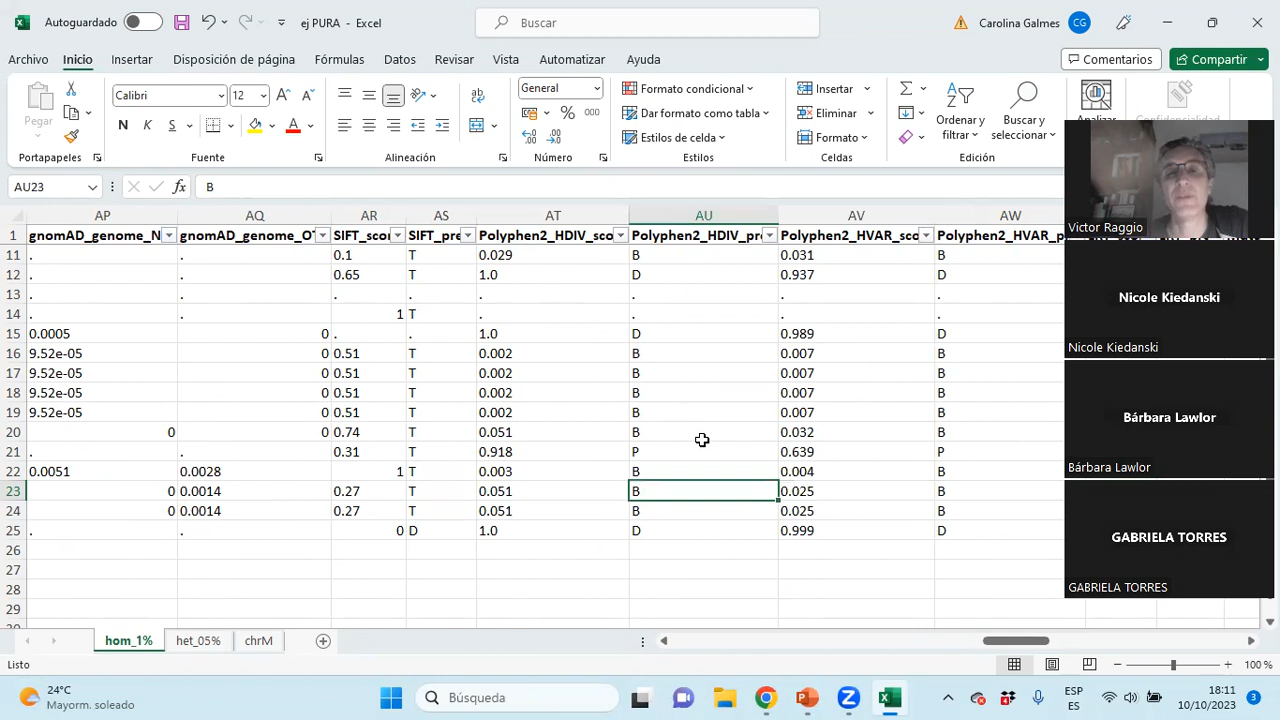 Autoguardado ej PURA - Excel Buscar Carolina Galmes CG
Archivo Inicio Insertar Disposición de página Fórmulas Datos Revisar Vista Automatizar Ayuda Comentarios Compartir
Pegar Calibri 12 General Formato condicional Insertar
N K S Dar formato como tabla Eliminar Ordenar y filtrar Buscar y seleccionar Analizar
Estilos de celda Formato
Portapapeles Fuente Alineación Número Estilos Celdas Edición
AU23 B
AP AQ AR AS AT AU AV AW
1 gnomAD_genome_N gnomAD_genome_OT SIFT_sco SIFT_pre Polyphen2_HDIV_sco Polyphen2_HDIV_pr Polyphen2_HVAR_sc Polyphen2_HVAR_p
11 . . 0.1 T 0.029 B 0.031 B
12 . . 0.65 T 1.0 D 0.937 D
13 . . . . . . . .
14 . . 1 T . . . .
15 0.0005 0 . . 1.0 D 0.989 D
16 9.52e-05 0 0.51 T 0.002 B 0.007 B
17 9.52e-05 0 0.51 T 0.002 B 0.007 B
18 9.52e-05 0 0.51 T 0.002 B 0.007 B
19 9.52e-05 0 0.51 T 0.002 B 0.007 B
20 0 0 0.74 T 0.051 B 0.032 B
21 . . 0.31 T 0.918 P 0.639 P
22 0.0051 0.0028 1 T 0.003 B 0.004 B
23 0 0.0014 0.27 T 0.051 B 0.025 B
24 0 0.0014 0.27 T 0.051 B 0.025 B
25 . . 0 D 1.0 D 0.999 D
26
27
28
29
Victor Raggio
Nicole Kiedanski
Nicole Kiedanski
Bárbara Lawlor
Bárbara Lawlor
GABRIELA TORRES
GABRIELA TORRES
hom_1% het_05% chrM
Listo 100 %
24°C
Mayorm. soleado
Búsqueda
ESP
ES
18:11
10/10/2023
3